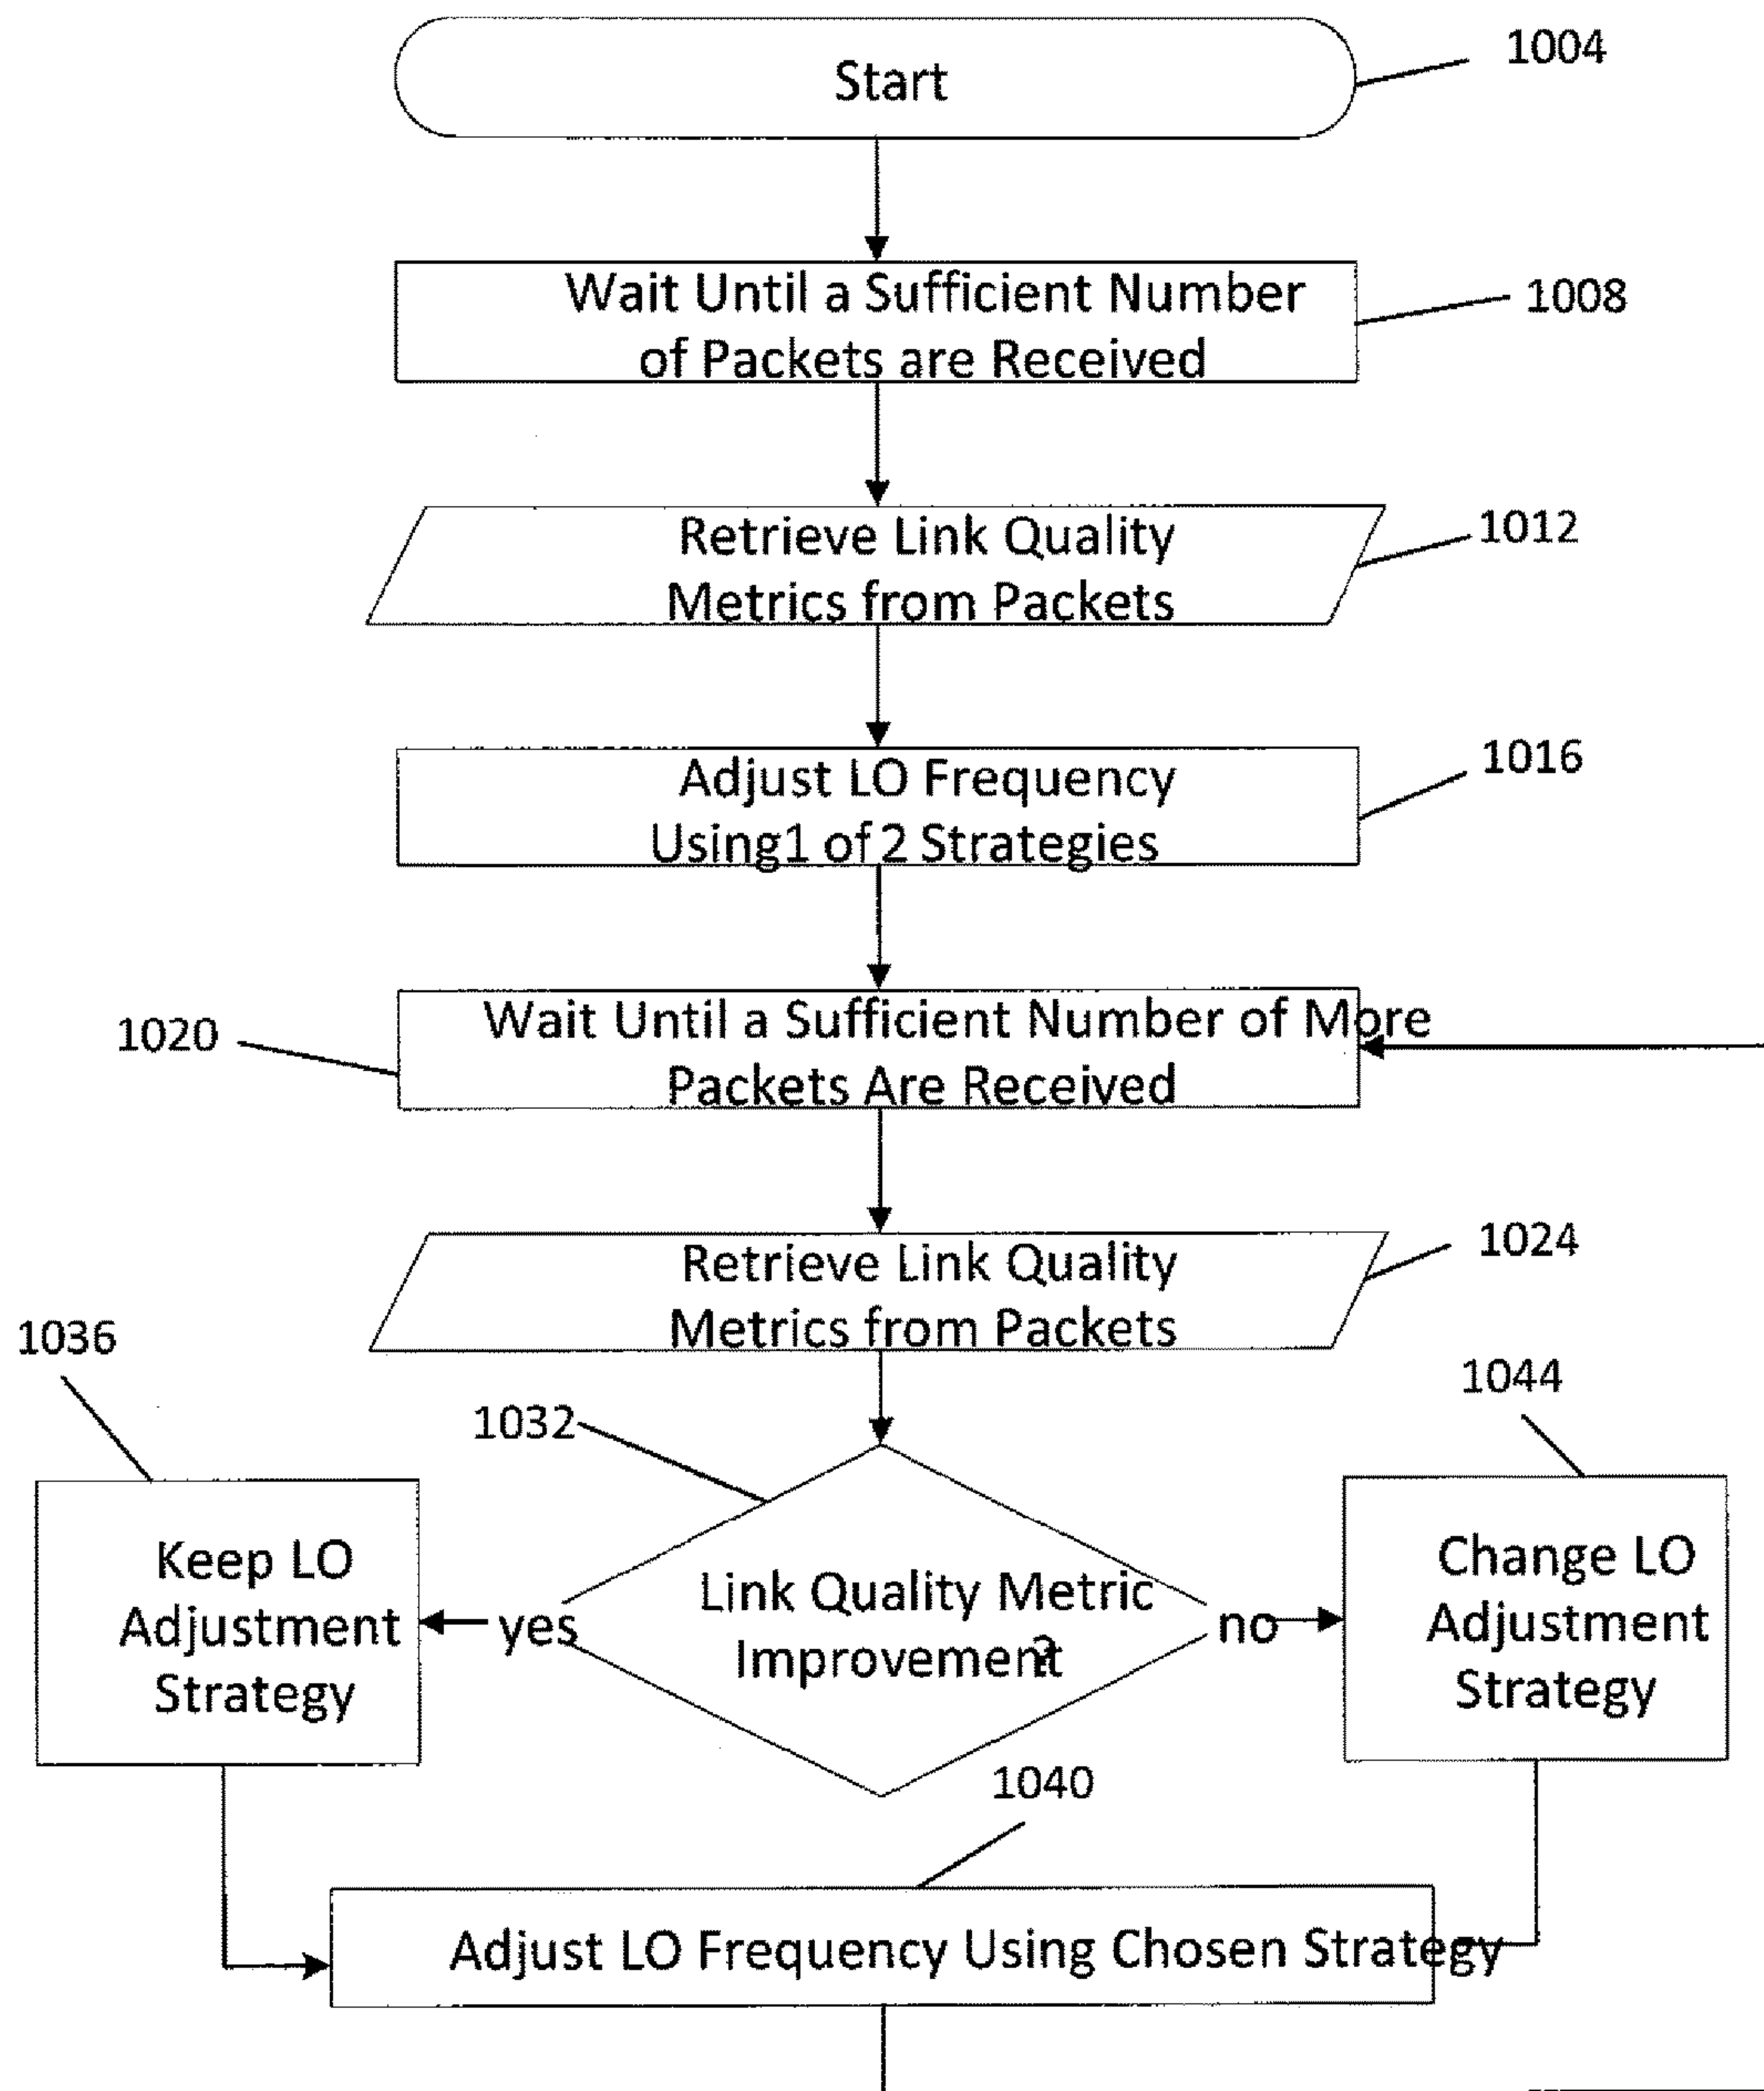 Start
1004
Wait Until a Sufficient Number
of Packets are Received
1008
Retrieve Link Quality
Metrics from Packets
1012
Adjust LO Frequency
Using1 of 2 Strategies
1016
1020
Wait Until a Sufficient Number of More
Packets Are Received
Retrieve Link Quality
Metrics from Packets
1024
1036
1032
1044
Keep LO
Adjustment
Strategy
yes
Link Quality Metric
Improvement?
no
Change LO
Adjustment
Strategy
1040
Adjust LO Frequency Using Chosen Strategy